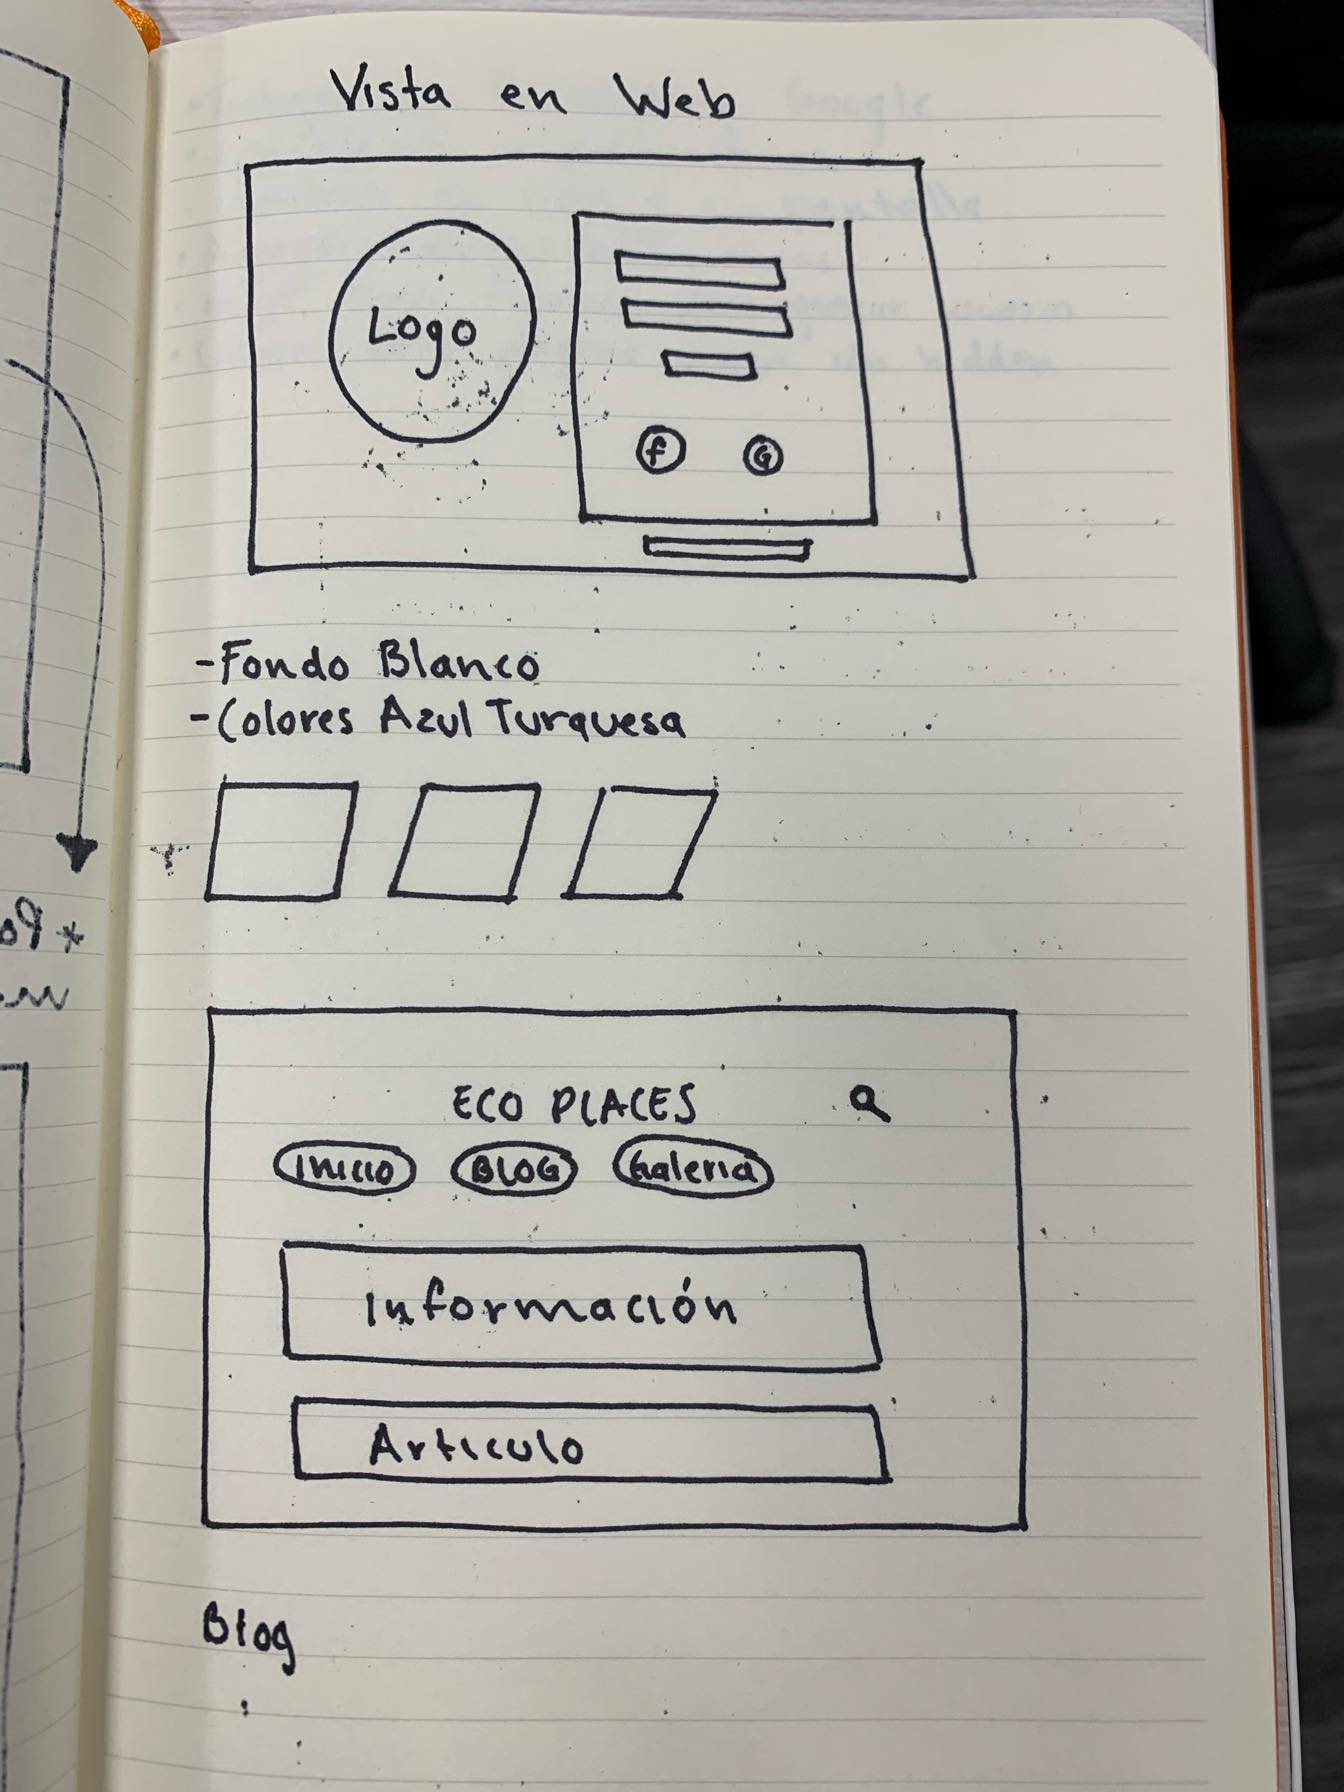 Vista en Web
Logo
f G
-Fondo Blanco
-Colores Azul Turquesa
ECO PLACES
Inicio BLOG Galeria
Información
Articulo
Blog